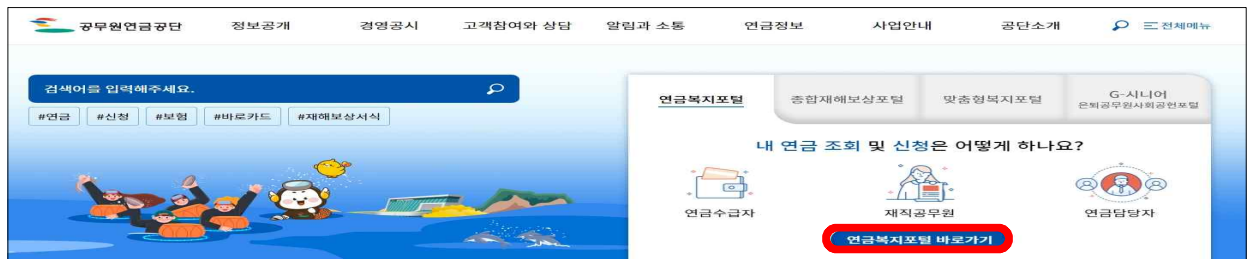 공무원연금공단 정보공개 경영공시 고객참여와 상담 알림과 소통 연금정보 사업안내 공단소개 전체메뉴
검색어를 입력해주세요.
#연금 #신청 #보험 #바로카드 #재해보상서식
연금복지포털 종합재해보상포털 맞춤형복지포털 G-시니어
은퇴공무원사회공헌포털
내 연금 조회 및 신청은 어떻게 하나요?
연금수급자 재직공무원 연금담당자
연금복지포털 바로가기